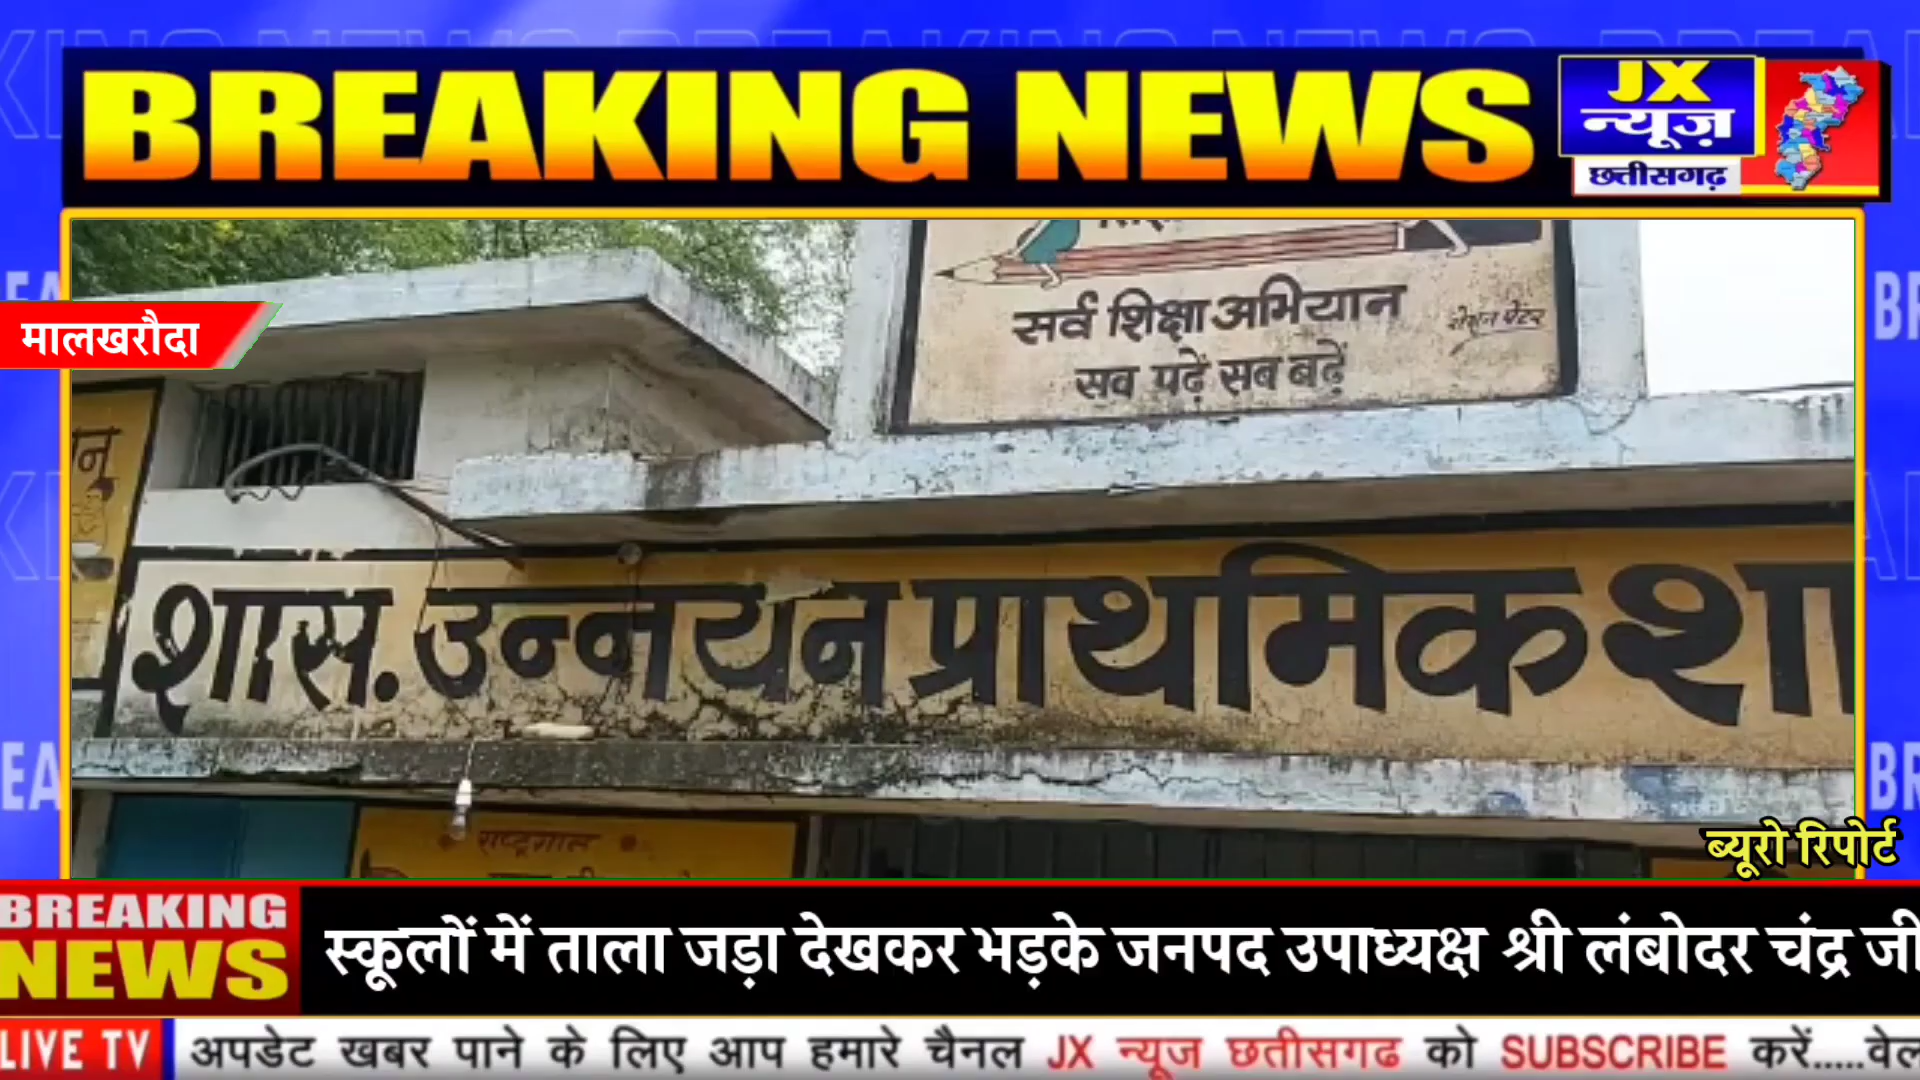 BREAKING NEWS
JX
न्यूज़
छत्तीसगढ़
सर्व शिक्षा अभियान
सब पढ़ें सब बढ़ें
मालखरौदा
शास. उन्नयन प्राथमिक शा
ब्यूरो रिपोर्ट
BREAKING
NEWS
स्कूलों में ताला जड़ा देखकर भड़के जनपद उपाध्यक्ष श्री लंबोदर चंद्र जी
LIVE TV
अपडेट खबर पाने के लिए आप हमारे चैनल JX न्यूज छतीसगढ को SUBSCRIBE करें.....वेल